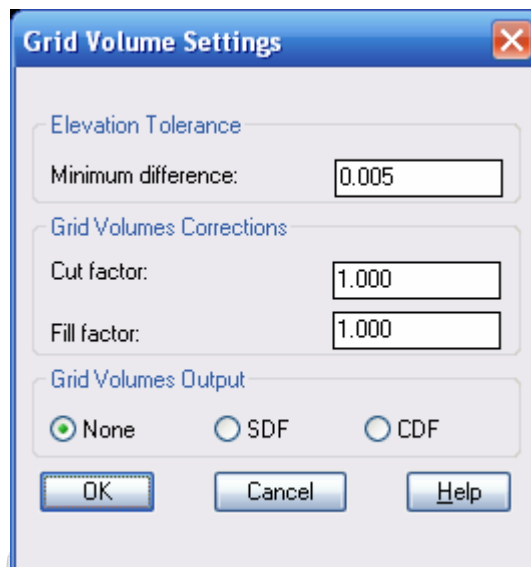 Grid Volume Settings
Elevation Tolerance
Minimum difference: 0.005
Grid Volumes Corrections
Cut factor: 1.000
Fill factor: 1.000
Grid Volumes Output
None SDF CDF
OK Cancel Help